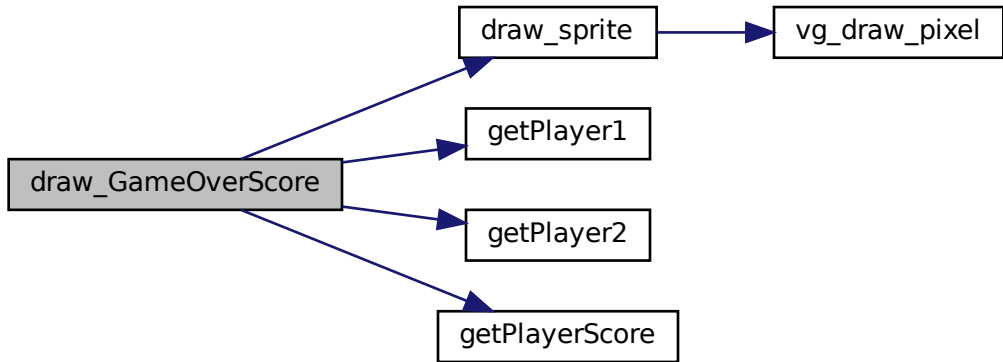 draw_sprite
vg_draw_pixel
getPlayer1
draw_GameOverScore
getPlayer2
getPlayerScore